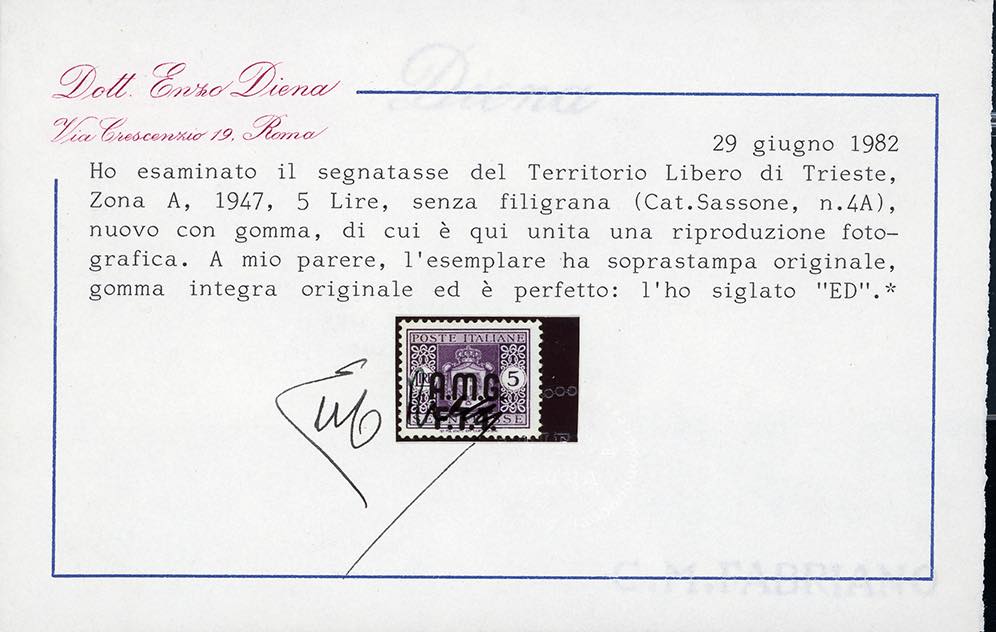 Diena
Dott. Enzo Diena
Via Crescenzio 19, Roma
29 giugno 1982
Ho esaminato il segnatasse del Territorio Libero di Trieste,
Zona A, 1947, 5 Lire, senza filigrana (Cat.Sassone, n.4A),
nuovo con gomma, di cui è qui unita una riproduzione foto-
grafica. A mio parere, l'esemplare ha soprastampa originale,
gomma integra originale ed è perfetto: l'ho siglato "ED".*
POSTE ITALIANE
5
A.M.G.
F.T.T.
C. M. FABRIANO